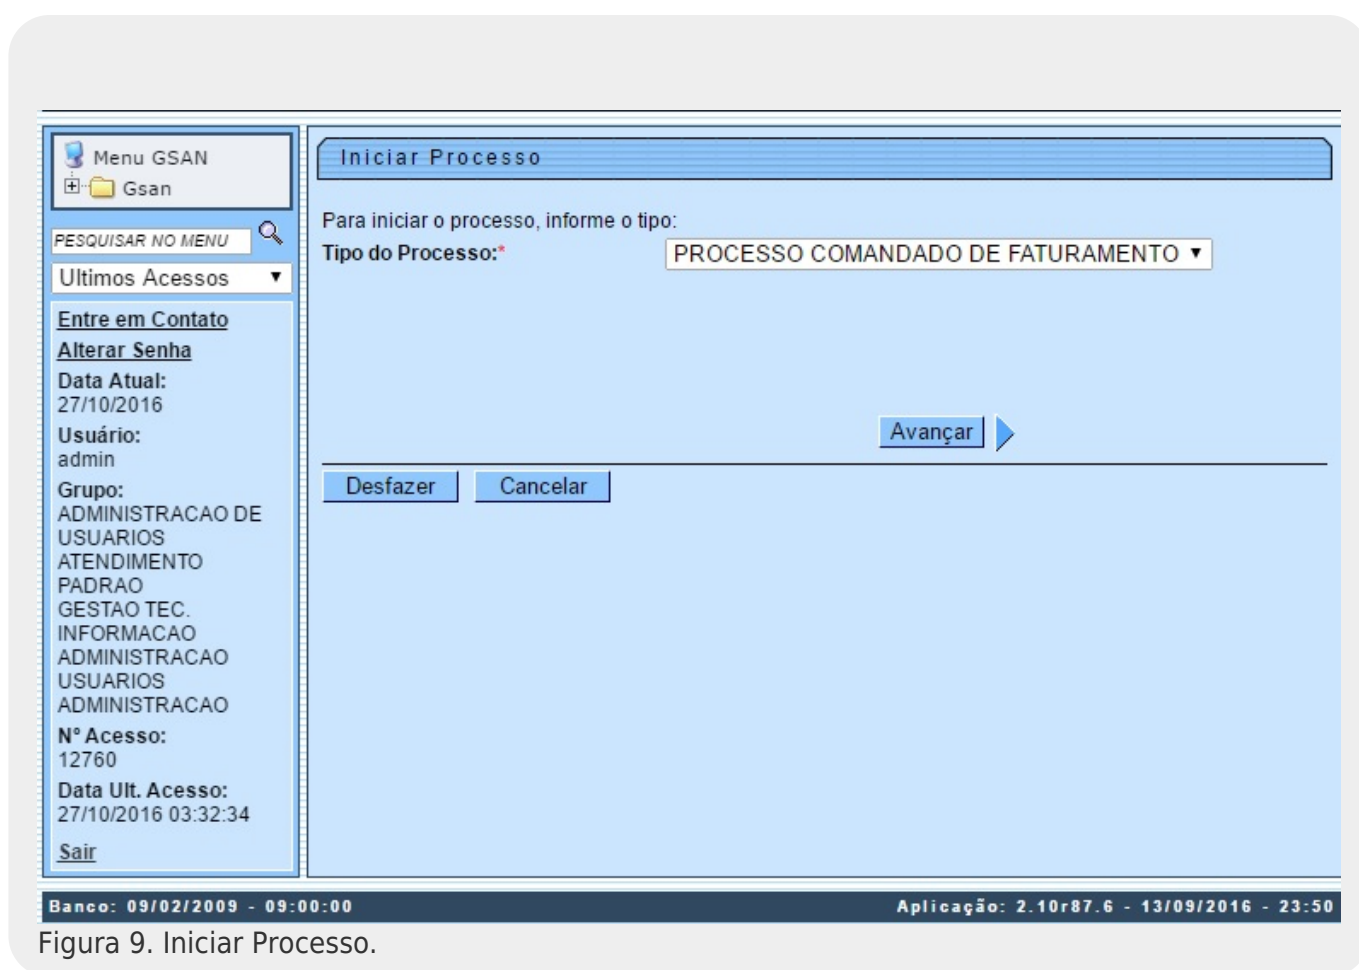 Menu GSAN
Gsan
PESQUISAR NO MENU
Ultimos Acessos
Entre em Contato
Alterar Senha
Data Atual:
27/10/2016
Usuário:
admin
Grupo:
ADMINISTRACAO DE
USUARIOS
ATENDIMENTO
PADRAO
GESTAO TEC.
INFORMACAO
ADMINISTRACAO
USUARIOS
ADMINISTRACAO
Nº Acesso:
12760
Data Ult. Acesso:
27/10/2016 03:32:34
Sair
Iniciar Processo
Para iniciar o processo, informe o tipo:
Tipo do Processo:* PROCESSO COMANDADO DE FATURAMENTO
Avançar
Desfazer Cancelar
Banco: 09/02/2009 - 09:00:00 Aplicação: 2.10r87.6 - 13/09/2016 - 23:50
Figura 9. Iniciar Processo.